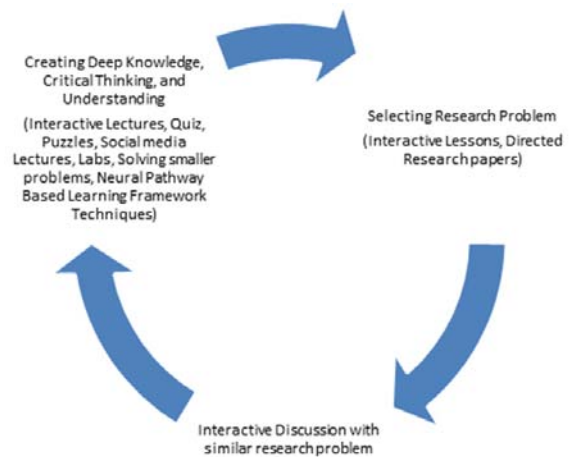 Creating Deep Knowledge,
Critical Thinking, and
Understanding
(Interactive Lectures, Quiz,
Puzzles, Social media
Lectures, Labs, Solving smaller
problems, Neural Pathway
Based Learning Framework
Techniques)
Selecting Research Problem
(Interactive Lessons, Directed
Research papers)
Interactive Discussion with
similar research problem